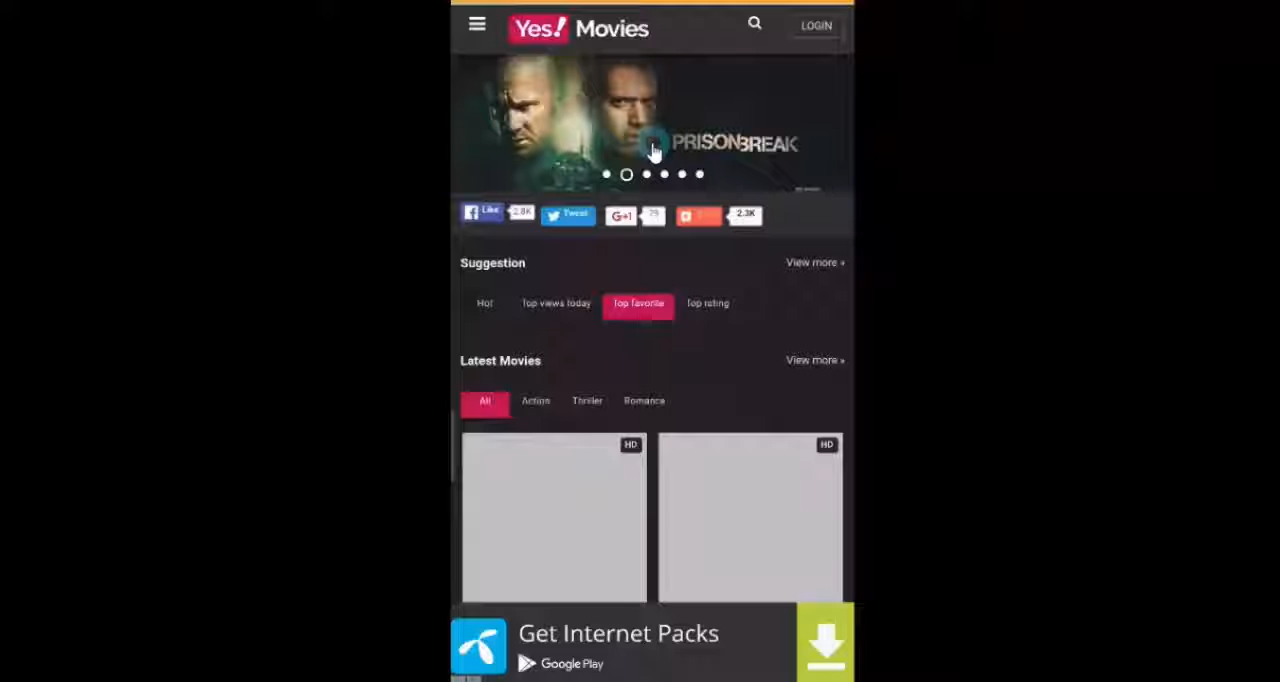 Yes! Movies
LOGIN
PRISON BREAK
Like 2.8K Tweet G+1 29 2.3K
Suggestion View more »
Hot Top views today Top favorite Top rating
Latest Movies View more »
All Action Thriller Romance
HD HD
Get Internet Packs
Google Play